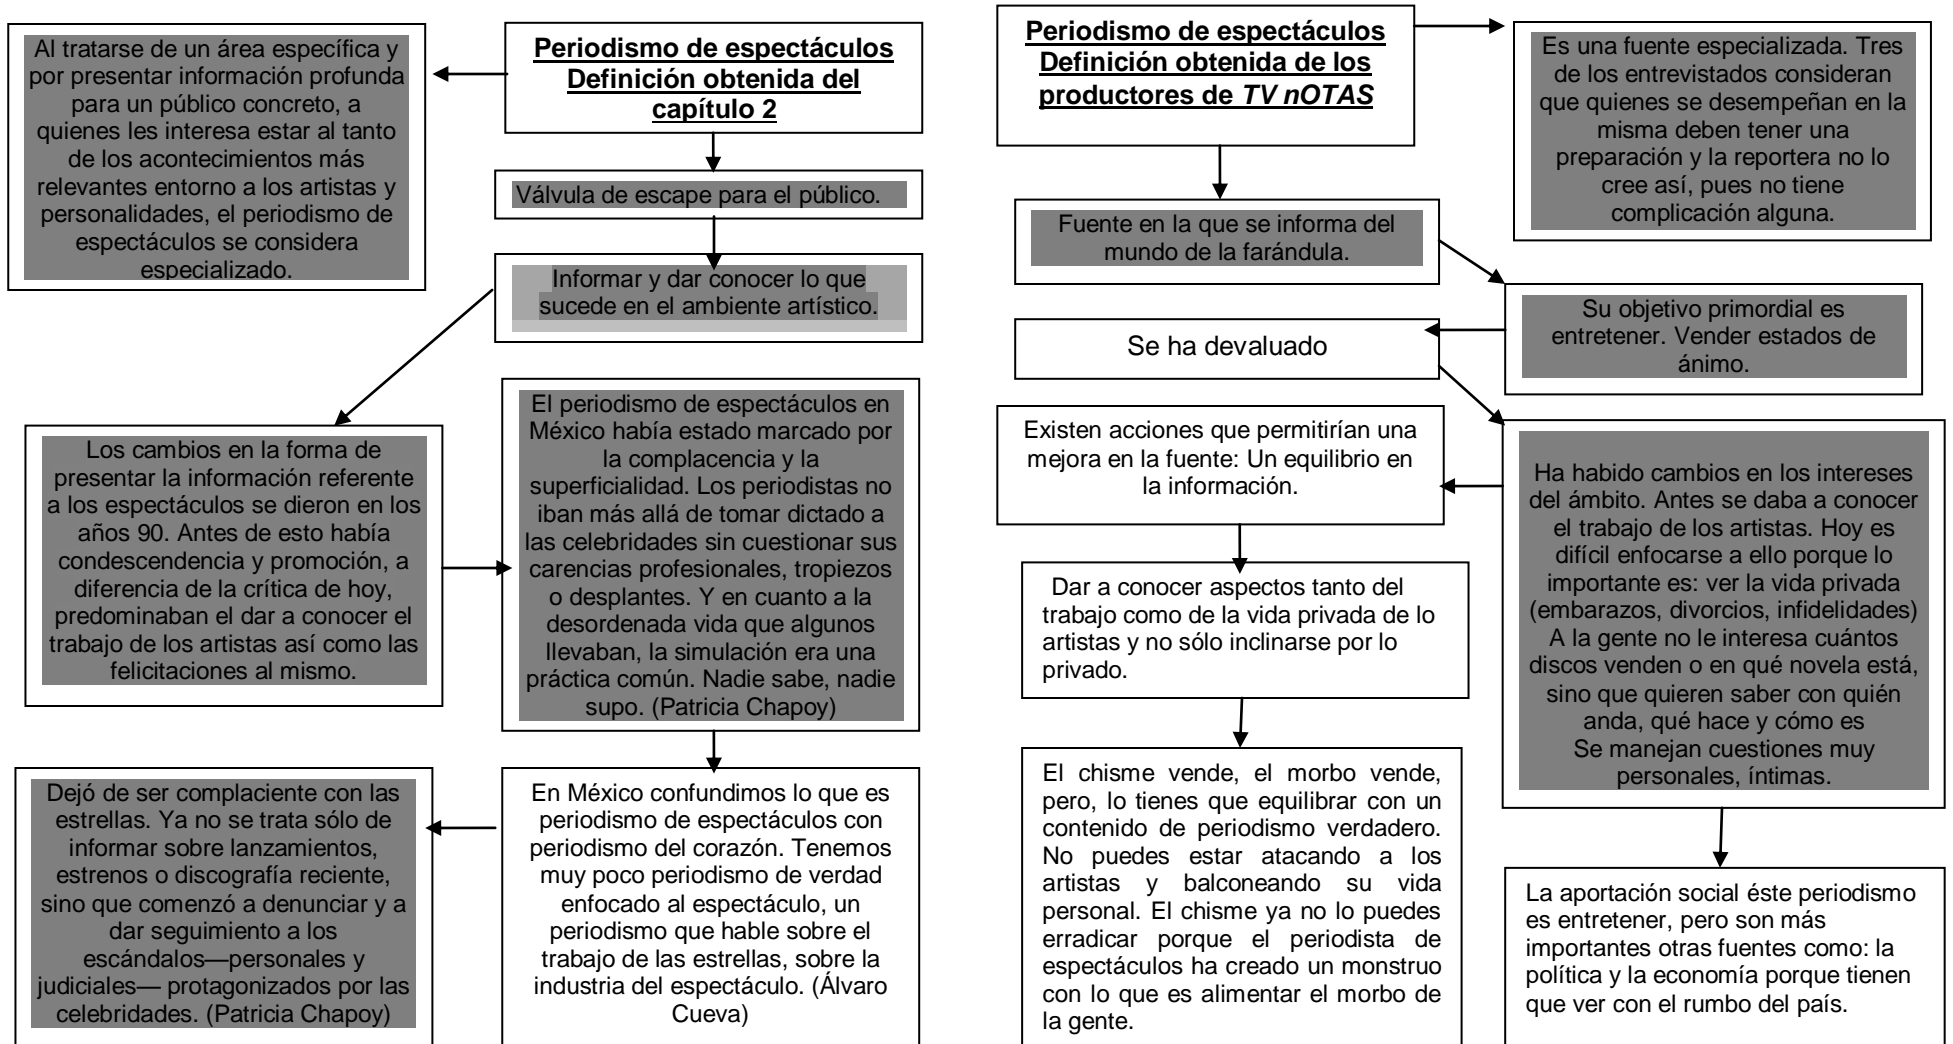 Periodismo de espectáculos
Definición obtenida del
capítulo 2
Al tratarse de un área específica y
por presentar información profunda
para un público concreto, a
quienes les interesa estar al tanto
de los acontecimientos más
relevantes entorno a los artistas y
personalidades, el periodismo de
espectáculos se considera
especializado.
Válvula de escape para el público.
Informar y dar conocer lo que
sucede en el ambiente artístico.
Los cambios en la forma de
presentar la información referente
a los espectáculos se dieron en los
años 90. Antes de esto había
condescendencia y promoción, a
diferencia de la crítica de hoy,
predominaban el dar a conocer el
trabajo de los artistas así como las
felicitaciones al mismo.
El periodismo de espectáculos en
México había estado marcado por
la complacencia y la
superficialidad. Los periodistas no
iban más allá de tomar dictado a
las celebridades sin cuestionar sus
carencias profesionales, tropiezos
o desplantes. Y en cuanto a la
desordenada vida que algunos
llevaban, la simulación era una
práctica común. Nadie sabe, nadie
supo. (Patricia Chapoy)
En México confundimos lo que es
periodismo de espectáculos con
periodismo del corazón. Tenemos
muy poco periodismo de verdad
enfocado al espectáculo, un
periodismo que hable sobre el
trabajo de las estrellas, sobre la
industria del espectáculo. (Álvaro
Cueva)
Dejó de ser complaciente con las
estrellas. Ya no se trata sólo de
informar sobre lanzamientos,
estrenos o discografía reciente,
sino que comenzó a denunciar y a
dar seguimiento a los
escándalos—personales y
judiciales— protagonizados por las
celebridades. (Patricia Chapoy)
Periodismo de espectáculos
Definición obtenida de los
productores de TV nOTAS
Es una fuente especializada. Tres
de los entrevistados consideran
que quienes se desempeñan en la
misma deben tener una
preparación y la reportera no lo
cree así, pues no tiene
complicación alguna.
Fuente en la que se informa del
mundo de la farándula.
Su objetivo primordial es
entretener. Vender estados de
ánimo.
Se ha devaluado
Ha habido cambios en los intereses
del ámbito. Antes se daba a conocer
el trabajo de los artistas. Hoy es
difícil enfocarse a ello porque lo
importante es: ver la vida privada
(embarazos, divorcios, infidelidades)
A la gente no le interesa cuántos
discos venden o en qué novela está,
sino que quieren saber con quién
anda, qué hace y cómo es
Se manejan cuestiones muy
personales, íntimas.
Existen acciones que permitirían una
mejora en la fuente: Un equilibrio en
la información.
Dar a conocer aspectos tanto del
trabajo como de la vida privada de lo
artistas y no sólo inclinarse por lo
privado.
El chisme vende, el morbo vende,
pero, lo tienes que equilibrar con un
contenido de periodismo verdadero.
No puedes estar atacando a los
artistas y balconeando su vida
personal. El chisme ya no lo puedes
erradicar porque el periodista de
espectáculos ha creado un monstruo
con lo que es alimentar el morbo de
la gente.
La aportación social éste periodismo
es entretener, pero son más
importantes otras fuentes como: la
política y la economía porque tienen
que ver con el rumbo del país.